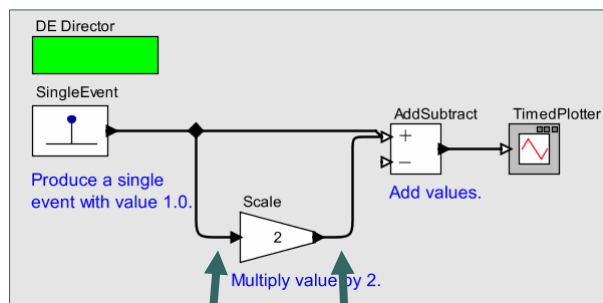 DE Director
SingleEvent
AddSubtract
TimedPlotter
+
−
Produce a single
event with value 1.0.
Add values.
Scale
2
Multiply value by 2.